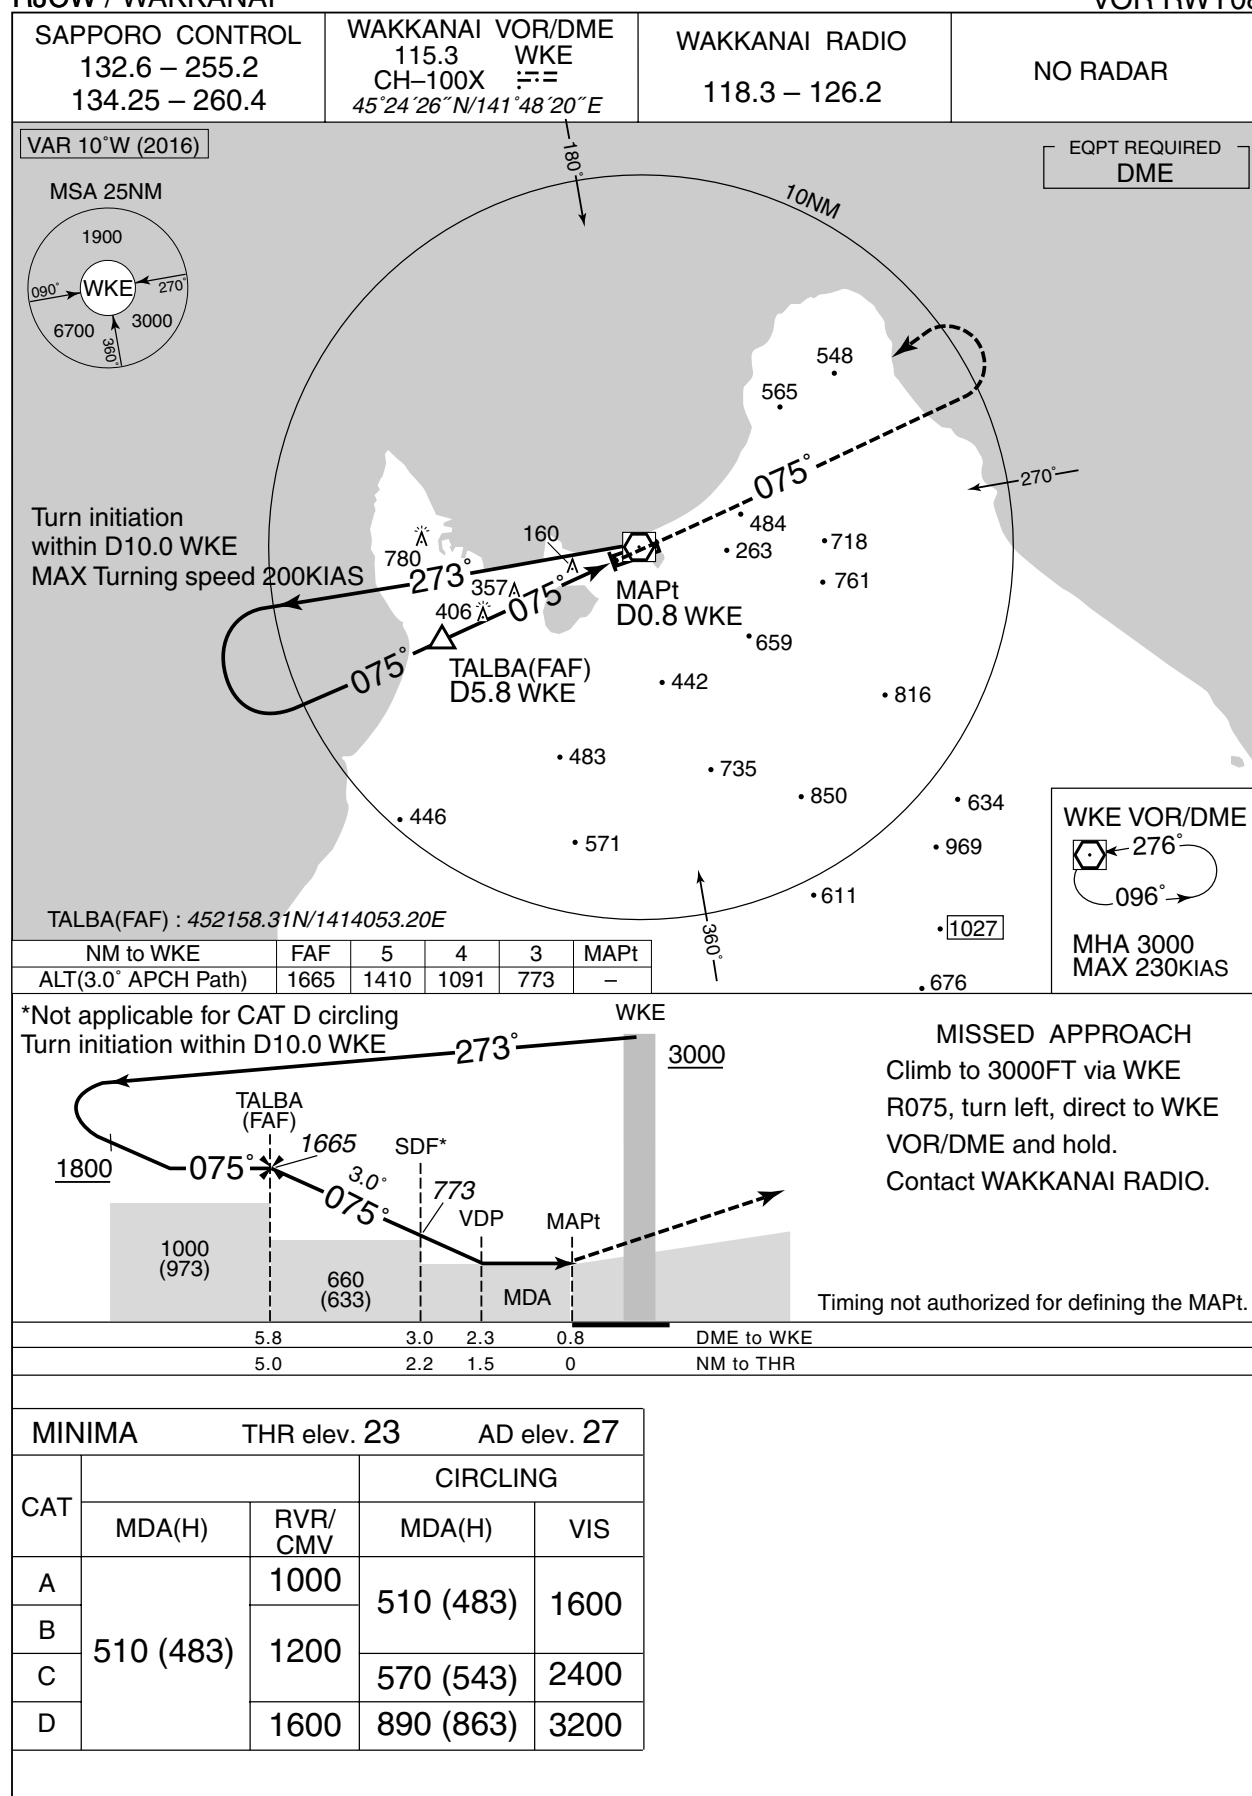 RJCW / WAKKANAI
SAPPORO CONTROL
132.6 – 255.2
134.25 – 260.4
WAKKANAI VOR/DME
115.3 WKE
CH–100X
45°24´26˝N/141°48´20˝E
WAKKANAI RADIO
118.3 – 126.2
NO RADAR
VAR 10°W (2016)
EQPT REQUIRED
DME
MSA 25NM
1900
090°
WKE
270°
6700
3000
360°
180°
10NM
548
565
075°
270°
Turn initiation
within D10.0 WKE
MAX Turning speed 200KIAS
780
160
484
263
718
761
273°
357
406
075°
MAPt
D0.8 WKE
659
075°
TALBA(FAF)
D5.8 WKE
442
816
483
735
850
634
446
571
969
611
1027
360°
676
WKE VOR/DME
276°
096°
MHA 3000
MAX 230KIAS
TALBA(FAF) : 452158.31N/1414053.20E
NM to WKE FAF 5 4 3 MAPt
ALT(3.0° APCH Path) 1665 1410 1091 773 –
*Not applicable for CAT D circling
Turn initiation within D10.0 WKE
273°
WKE
3000
TALBA
(FAF)
1665
SDF*
1800
075°
3.0°
075°
773
VDP
MAPt
1000
(973)
660
(633)
MDA
MISSED APPROACH
Climb to 3000FT via WKE
R075, turn left, direct to WKE
VOR/DME and hold.
Contact WAKKANAI RADIO.
Timing not authorized for defining the MAPt.
5.8 3.0 2.3 0.8 DME to WKE
5.0 2.2 1.5 0 NM to THR
MINIMA THR elev. 23 AD elev. 27
CAT
CIRCLING
MDA(H) RVR/CMV MDA(H) VIS
A 1000
510 (483) 1600
B
510 (483) 1200
C 570 (543) 2400
D 1600 890 (863) 3200